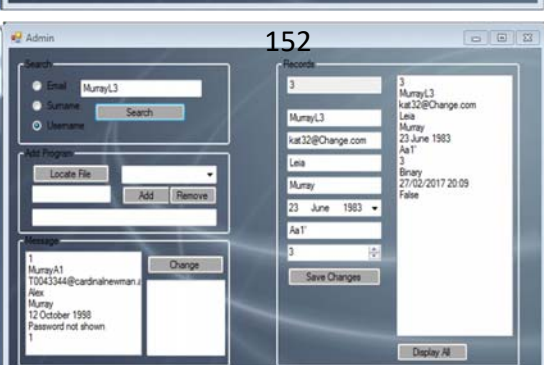 Admin
152
Search
Email
MurrayL3
Surname
Search
Username
Add Program
Locate File
Add
Remove
Message
1
MurrayA1
T0043344@cardinalnewman.a
Alex
Murray
12 October 1998
Password not shown
1
Change
Records
3
MurrayL3
kat32@Change.com
Leia
Murray
23 June 1983
Aa1'
3
Save Changes
3
MurrayL3
kat32@Change.com
Leia
Murray
23 June 1983
Aa1'
3
Binary
27/02/2017 20:09
False
Display All